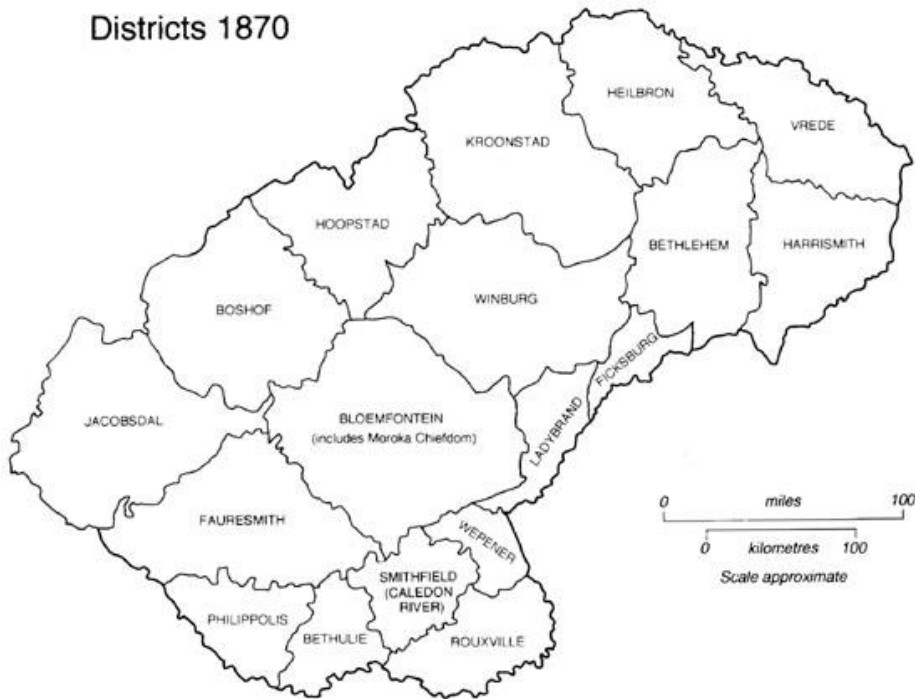 Districts 1870
HEILBRON
VREDE
KROONSTAD
HOOPSTAD
BETHLEHEM
HARRISMITH
WINBURG
BOSHOF
FICKSBURG
LADYBRAND
JACOBSDAL
BLOEMFONTEIN
(includes Moroka Chiefdom)
0 miles 100
0 kilometres 100
Scale approximate
FAURESMITH
WEPENER
SMITHFIELD
(CALEDON
RIVER)
PHILIPPOLIS
BETHULIE
ROUXVILLE